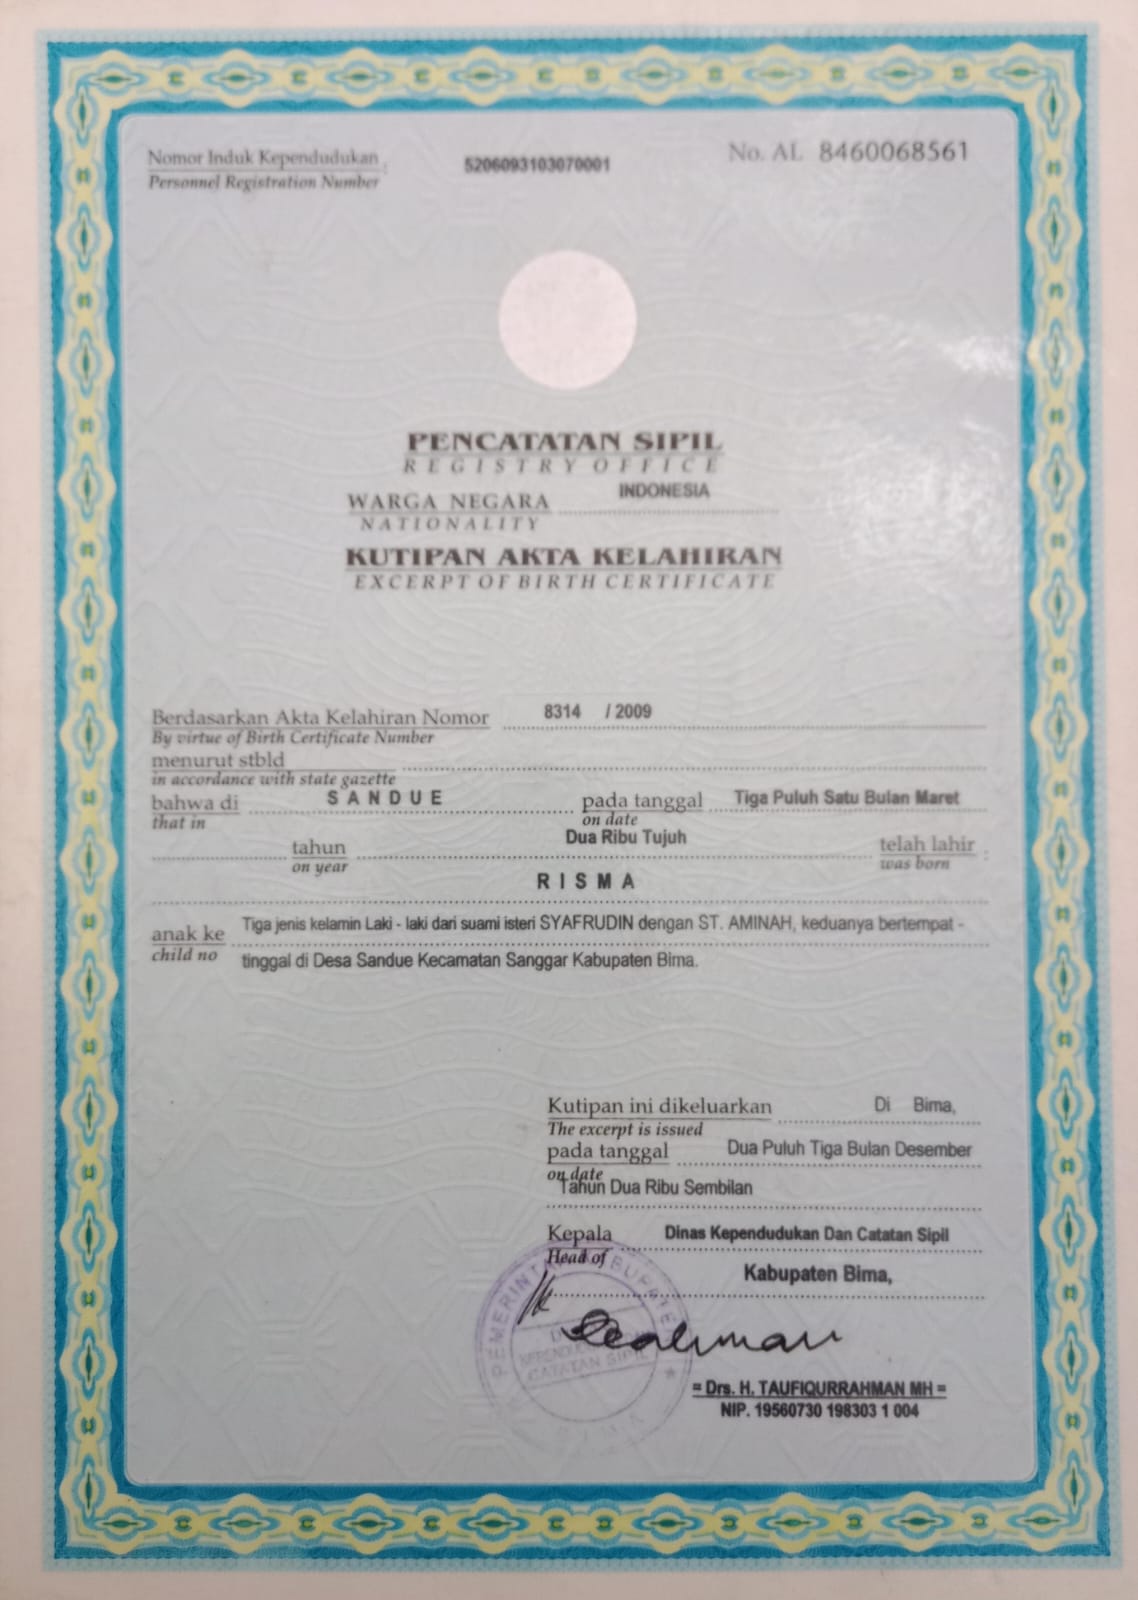 Nomor Induk Kependudukan : 5206093103070001 No. AL 8460068561
Personnel Registration Number
PENCATATAN SIPIL
REGISTRY OFFICE
WARGA NEGARA INDONESIA
NATIONALITY
KUTIPAN AKTA KELAHIRAN
EXCERPT OF BIRTH CERTIFICATE
Berdasarkan Akta Kelahiran Nomor 8314 / 2009
By virtue of Birth Certificate Number
menurut stbld
in accordance with state gazette
bahwa di SANDUE pada tanggal Tiga Puluh Satu Bulan Maret
that in on date
tahun Dua Ribu Tujuh telah lahir :
on year was born
RISMA
anak ke Tiga jenis kelamin Laki - laki dari suami isteri SYAFRUDIN dengan ST. AMINAH, keduanya bertempat -
child no tinggal di Desa Sandue Kecamatan Sanggar Kabupaten Bima.
Kutipan ini dikeluarkan Di Bima,
The excerpt is issued
pada tanggal Dua Puluh Tiga Bulan Desember
on date
Tahun Dua Ribu Sembilan
Kepala Dinas Kependudukan Dan Catatan Sipil
Head of
Kabupaten Bima,
CATATAN SIPIL
= Drs. H. TAUFIQURRAHMAN MH =
NIP. 19560730 198303 1 004